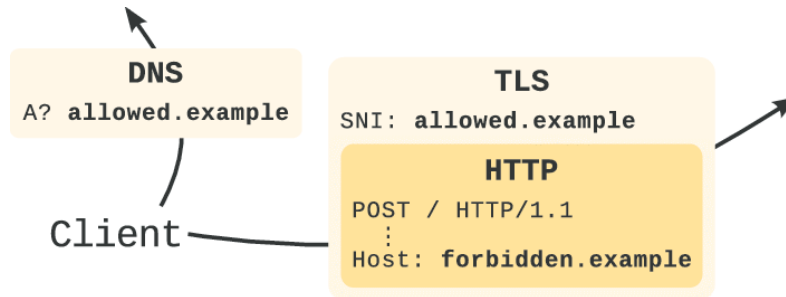 DNS
A? allowed.example
TLS
SNI: allowed.example
HTTP
POST / HTTP/1.1
⋮
Host: forbidden.example
Client